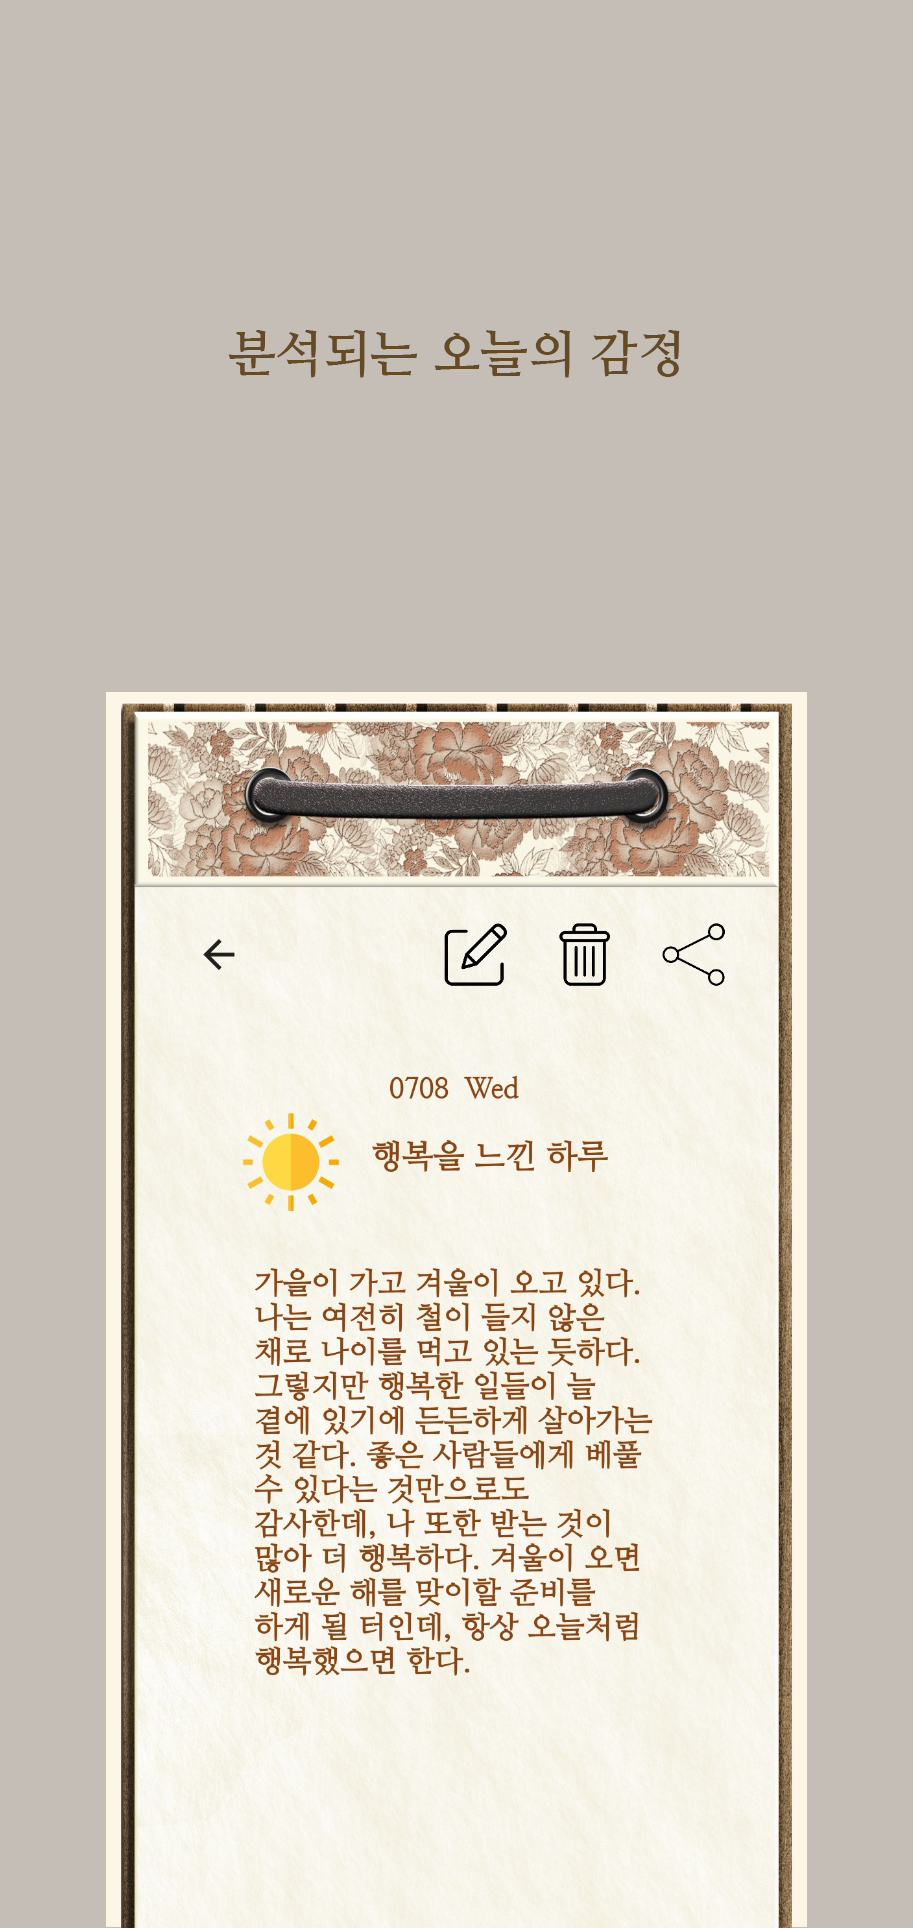 분석되는 오늘의 감정
0708 Wed
행복을 느낀 하루
가을이 가고 겨울이 오고 있다.
나는 여전히 철이 들지 않은
채로 나이를 먹고 있는 듯하다.
그렇지만 행복한 일들이 늘
곁에 있기에 든든하게 살아가는
것 같다. 좋은 사람들에게 베풀
수 있다는 것만으로도
감사한데, 나 또한 받는 것이
많아 더 행복하다. 겨울이 오면
새로운 해를 맞이할 준비를
하게 될 터인데, 항상 오늘처럼
행복했으면 한다.